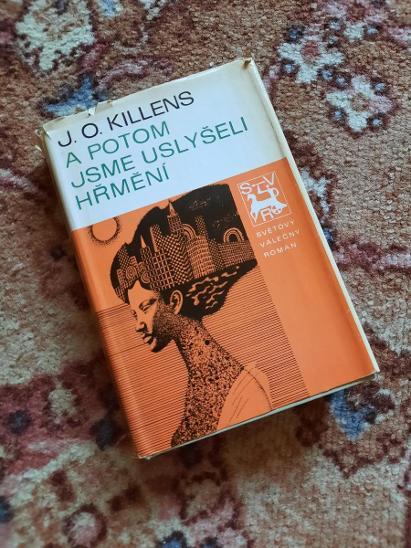 J. O. KILLENS
A POTOM
JSME USLYŠELI
HŘMĚNÍ
SVĚTOVÝ
VÁLEČNÝ
ROMÁN